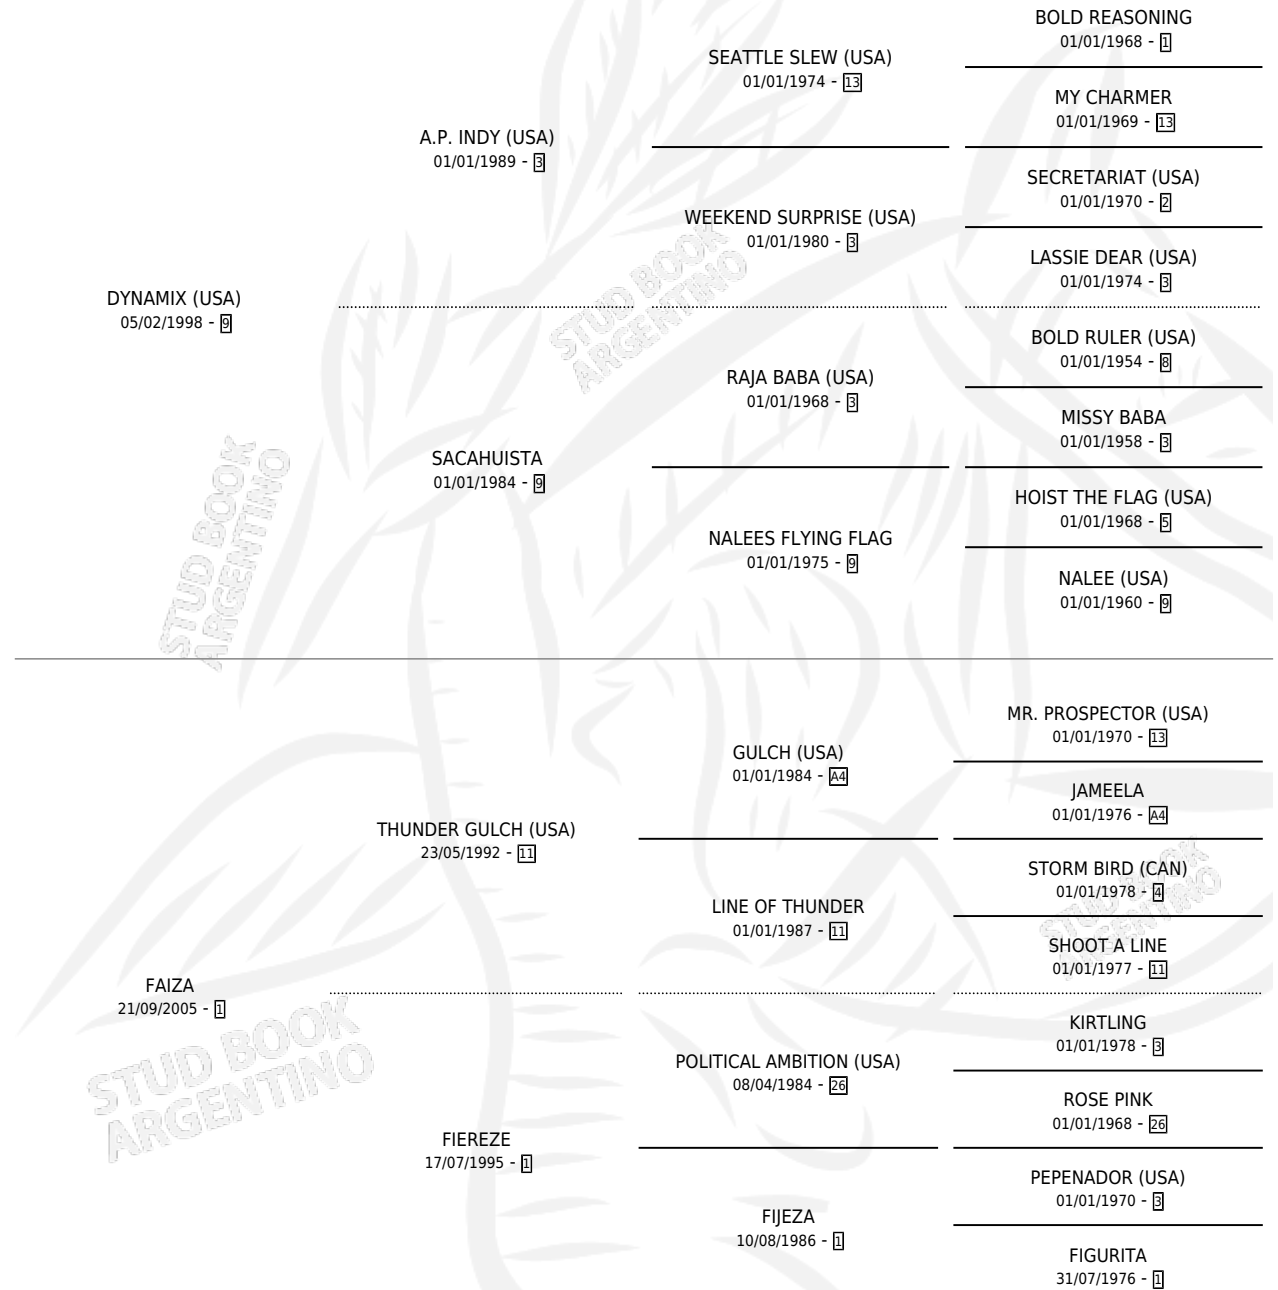 BOLD REASONING
01/01/1968 - 1
SEATTLE SLEW (USA)
01/01/1974 - 13
MY CHARMER
01/01/1969 - 13
A.P. INDY (USA)
01/01/1989 - 3
SECRETARIAT (USA)
01/01/1970 - 2
WEEKEND SURPRISE (USA)
01/01/1980 - 3
LASSIE DEAR (USA)
01/01/1974 - 3
DYNAMIX (USA)
05/02/1998 - 9
BOLD RULER (USA)
01/01/1954 - 8
RAJA BABA (USA)
01/01/1968 - 3
MISSY BABA
01/01/1958 - 3
SACAHUISTA
01/01/1984 - 9
HOIST THE FLAG (USA)
01/01/1968 - 5
NALEES FLYING FLAG
01/01/1975 - 9
NALEE (USA)
01/01/1960 - 9
MR. PROSPECTOR (USA)
01/01/1970 - 13
GULCH (USA)
01/01/1984 - A4
JAMEELA
01/01/1976 - A4
THUNDER GULCH (USA)
23/05/1992 - 11
STORM BIRD (CAN)
01/01/1978 - 4
LINE OF THUNDER
01/01/1987 - 11
SHOOT A LINE
01/01/1977 - 11
FAIZA
21/09/2005 - 1
KIRTLING
01/01/1978 - 3
POLITICAL AMBITION (USA)
08/04/1984 - 26
ROSE PINK
01/01/1968 - 26
FIEREZE
17/07/1995 - 1
PEPENADOR (USA)
01/01/1970 - 3
FIJEZA
10/08/1986 - 1
FIGURITA
31/07/1976 - 1
STUD BOOK
ARGENTINO
STUD BOOK
ARGENTINO
STUD BOOK
ARGENTINO
STUD BOOK
ARGENTINO